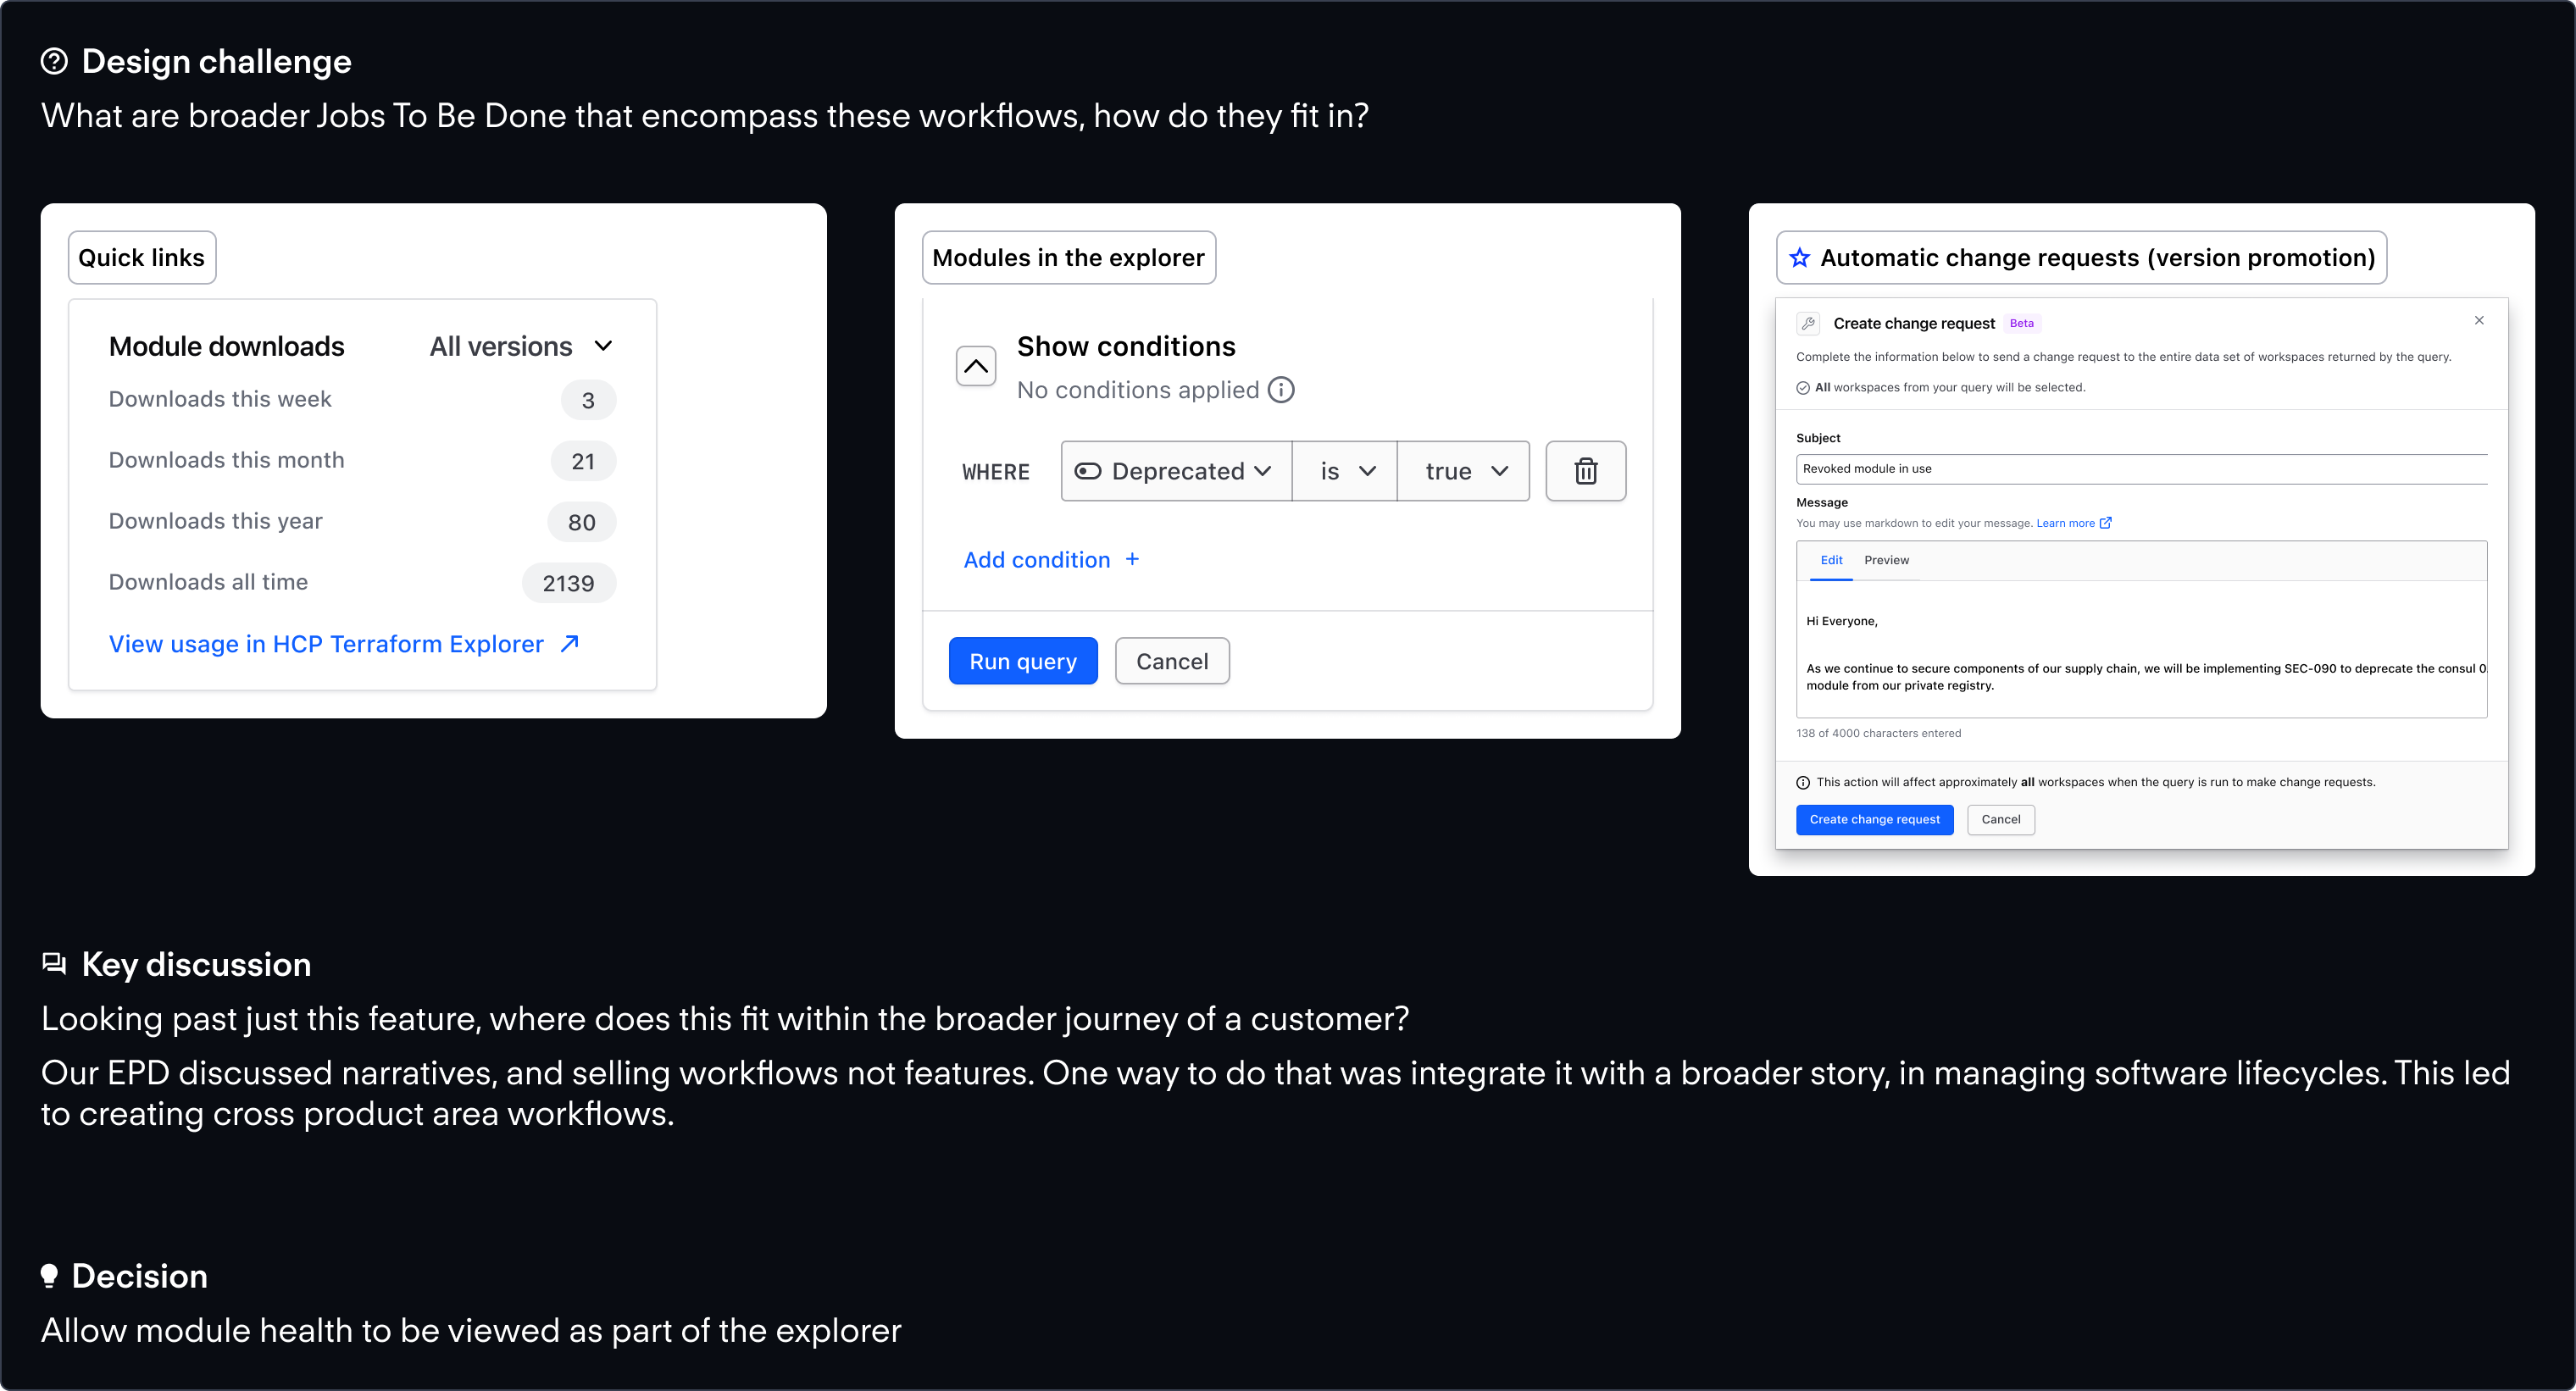 Design challenge
What are broader Jobs To Be Done that encompass these workflows, how do they fit in?
Quick links
Module downloads
All versions
Downloads this week
3
Downloads this month
21
Downloads this year
80
Downloads all time
2139
View usage in HCP Terraform Explorer
Modules in the explorer
Show conditions
No conditions applied
WHERE
Deprecated
is
true
Add condition +
Run query
Cancel
Automatic change requests (version promotion)
Create change request
Beta
Complete the information below to send a change request to the entire data set of workspaces returned by the query.
All workspaces from your query will be selected.
Subject
Revoked module in use
Message
You may use markdown to edit your message. Learn more
Edit
Preview
Hi Everyone,
As we continue to secure components of our supply chain, we will be implementing SEC-090 to deprecate the consul 0.
module from our private registry.
138 of 4000 characters entered
This action will affect approximately all workspaces when the query is run to make change requests.
Create change request
Cancel
Key discussion
Looking past just this feature, where does this fit within the broader journey of a customer?
Our EPD discussed narratives, and selling workflows not features. One way to do that was integrate it with a broader story, in managing software lifecycles. This led
to creating cross product area workflows.
Decision
Allow module health to be viewed as part of the explorer